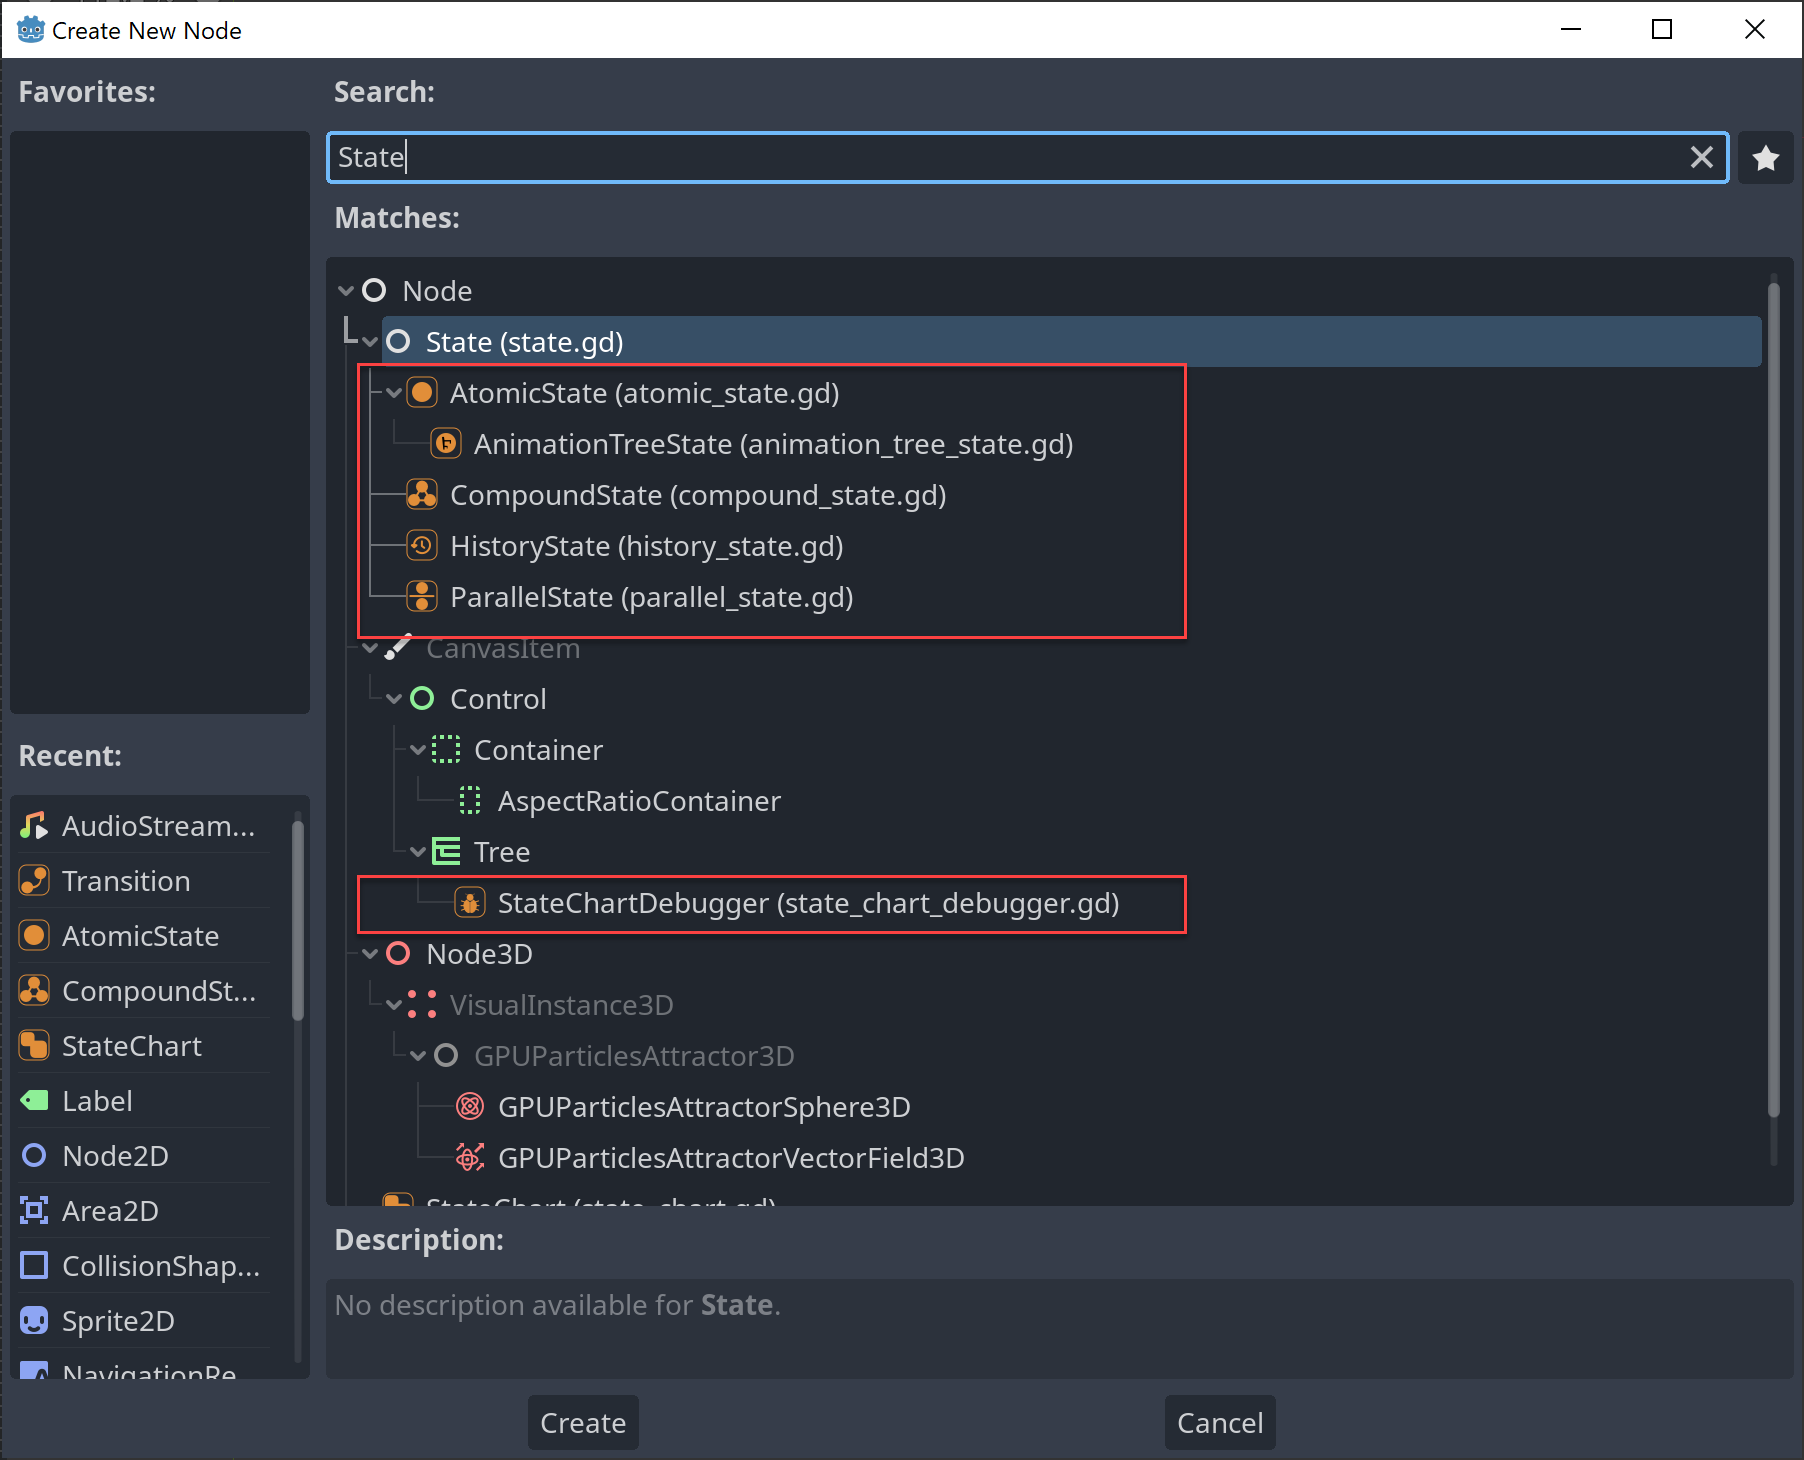 Create New Node
Favorites:
Search:
State
Matches:
Node
State (state.gd)
AtomicState (atomic_state.gd)
AnimationTreeState (animation_tree_state.gd)
CompoundState (compound_state.gd)
HistoryState (history_state.gd)
ParallelState (parallel_state.gd)
CanvasItem
Control
Container
AspectRatioContainer
Tree
StateChartDebugger (state_chart_debugger.gd)
Node3D
VisualInstance3D
GPUParticlesAttractor3D
GPUParticlesAttractorSphere3D
GPUParticlesAttractorVectorField3D
StateChart (state_chart.gd)
Recent:
AudioStream...
Transition
AtomicState
CompoundSt...
StateChart
Label
Node2D
Area2D
CollisionShap...
Sprite2D
NavigationRe
Description:
No description available for State.
Create
Cancel